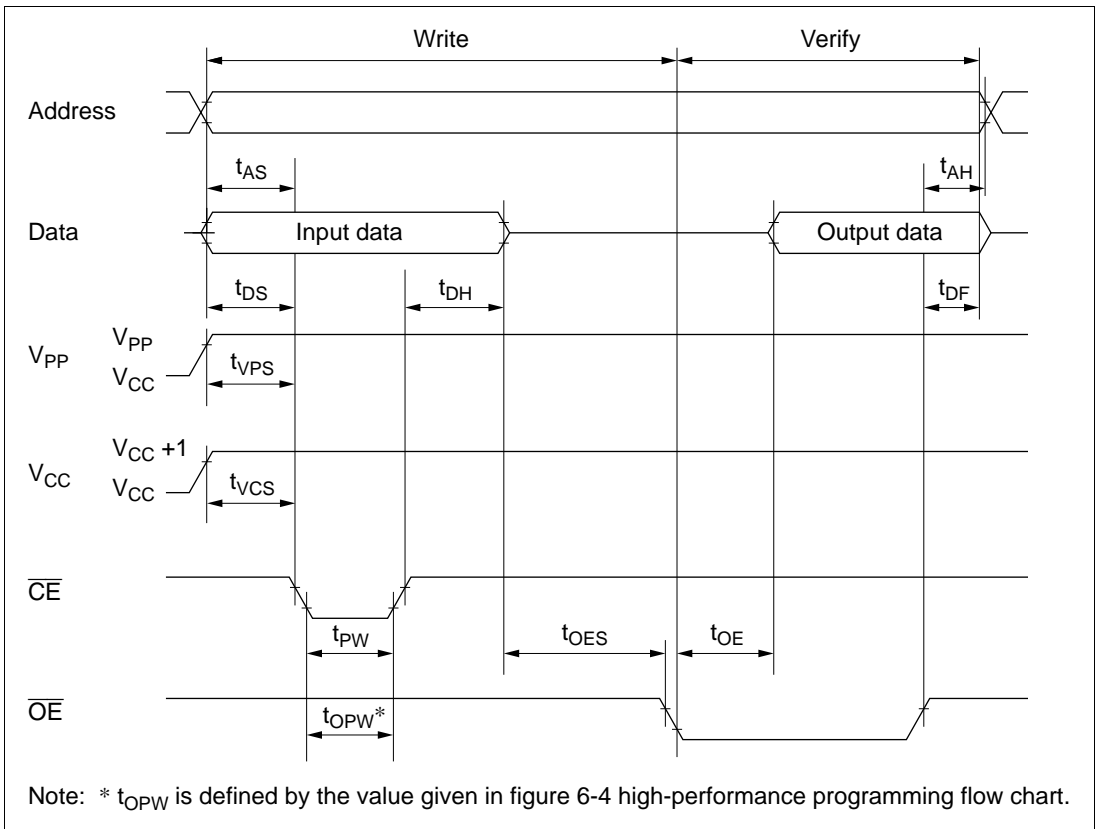 Write Verify
Address
tAS tAH
Data Input data Output data
tDS tDH tDF
VPP VPP
VCC
tVPS
VCC VCC +1
VCC
tVCS
C̅E̅
tPW tOES tOE
O̅E̅
tOPW*
Note: * tOPW is defined by the value given in figure 6-4 high-performance programming flow chart.